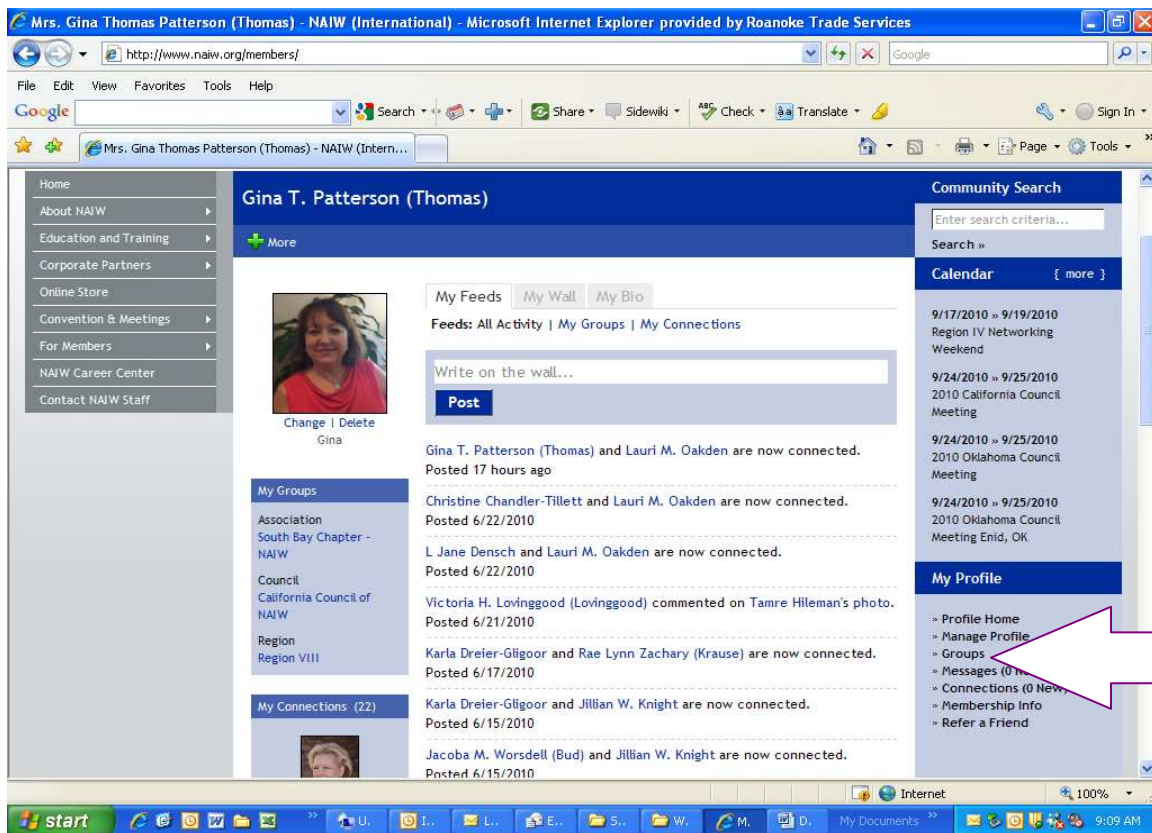 Mrs. Gina Thomas Patterson (Thomas) - NAIW (International) - Microsoft Internet Explorer provided by Roanoke Trade Services
http://www.naiw.org/members/
Google
File Edit View Favorites Tools Help
Google Search Share Sidewiki ABC Check Translate Sign In
Mrs. Gina Thomas Patterson (Thomas) - NAIW (Intern...
Page Tools
Home
About NAIW
Education and Training
Corporate Partners
Online Store
Convention & Meetings
For Members
NAIW Career Center
Contact NAIW Staff
Gina T. Patterson (Thomas)
More
Change | Delete
Gina
My Groups
Association
South Bay Chapter -
NAIW
Council
California Council of
NAIW
Region
Region VIII
My Connections (22)
My Feeds My Wall My Bio
Feeds: All Activity | My Groups | My Connections
Write on the wall...
Post
Gina T. Patterson (Thomas) and Lauri M. Oakden are now connected.
Posted 17 hours ago
Christine Chandler-Tillett and Lauri M. Oakden are now connected.
Posted 6/22/2010
L Jane Densch and Lauri M. Oakden are now connected.
Posted 6/22/2010
Victoria H. Lovinggood (Lovinggood) commented on Tamre Hileman's photo.
Posted 6/21/2010
Karla Dreier-Gligoor and Rae Lynn Zachary (Krause) are now connected.
Posted 6/17/2010
Karla Dreier-Gligoor and Jillian W. Knight are now connected.
Posted 6/15/2010
Jacoba M. Worsdell (Bud) and Jillian W. Knight are now connected.
Posted 6/15/2010
Community Search
Enter search criteria...
Search »
Calendar { more }
9/17/2010 » 9/19/2010
Region IV Networking
Weekend
9/24/2010 » 9/25/2010
2010 California Council
Meeting
9/24/2010 » 9/25/2010
2010 Oklahoma Council
Meeting
9/24/2010 » 9/25/2010
2010 Oklahoma Council
Meeting Enid, OK
My Profile
» Profile Home
» Manage Profile
» Groups
» Messages (0 N
» Connections (0 New)
» Membership Info
» Refer a Friend
Internet 100%
start U. I.. L.. E.. S.. W. M. D. My Documents 9:09 AM